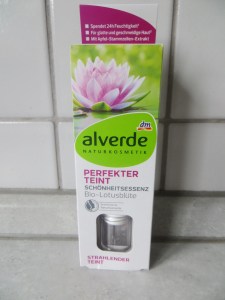 • Spendet 24h Feuchtigkeit*
• Für glatte und geschmeidige Haut*
• Mit Apfel-Stammzellen-Extrakt
dm
alverde
NATURKOSMETIK
PERFEKTER
TEINT
SCHÖNHEITSESSENZ
Bio-Lotusblüte
STRAHLENDER
TEINT